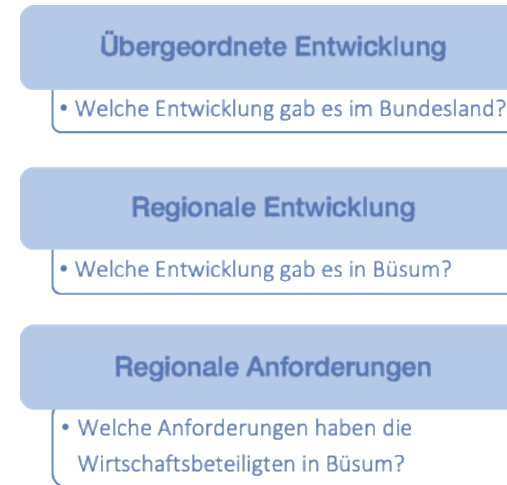 Übergeordnete Entwicklung
• Welche Entwicklung gab es im Bundesland?
Regionale Entwicklung
• Welche Entwicklung gab es in Büsum?
Regionale Anforderungen
• Welche Anforderungen haben die
Wirtschaftsbeteiligten in Büsum?